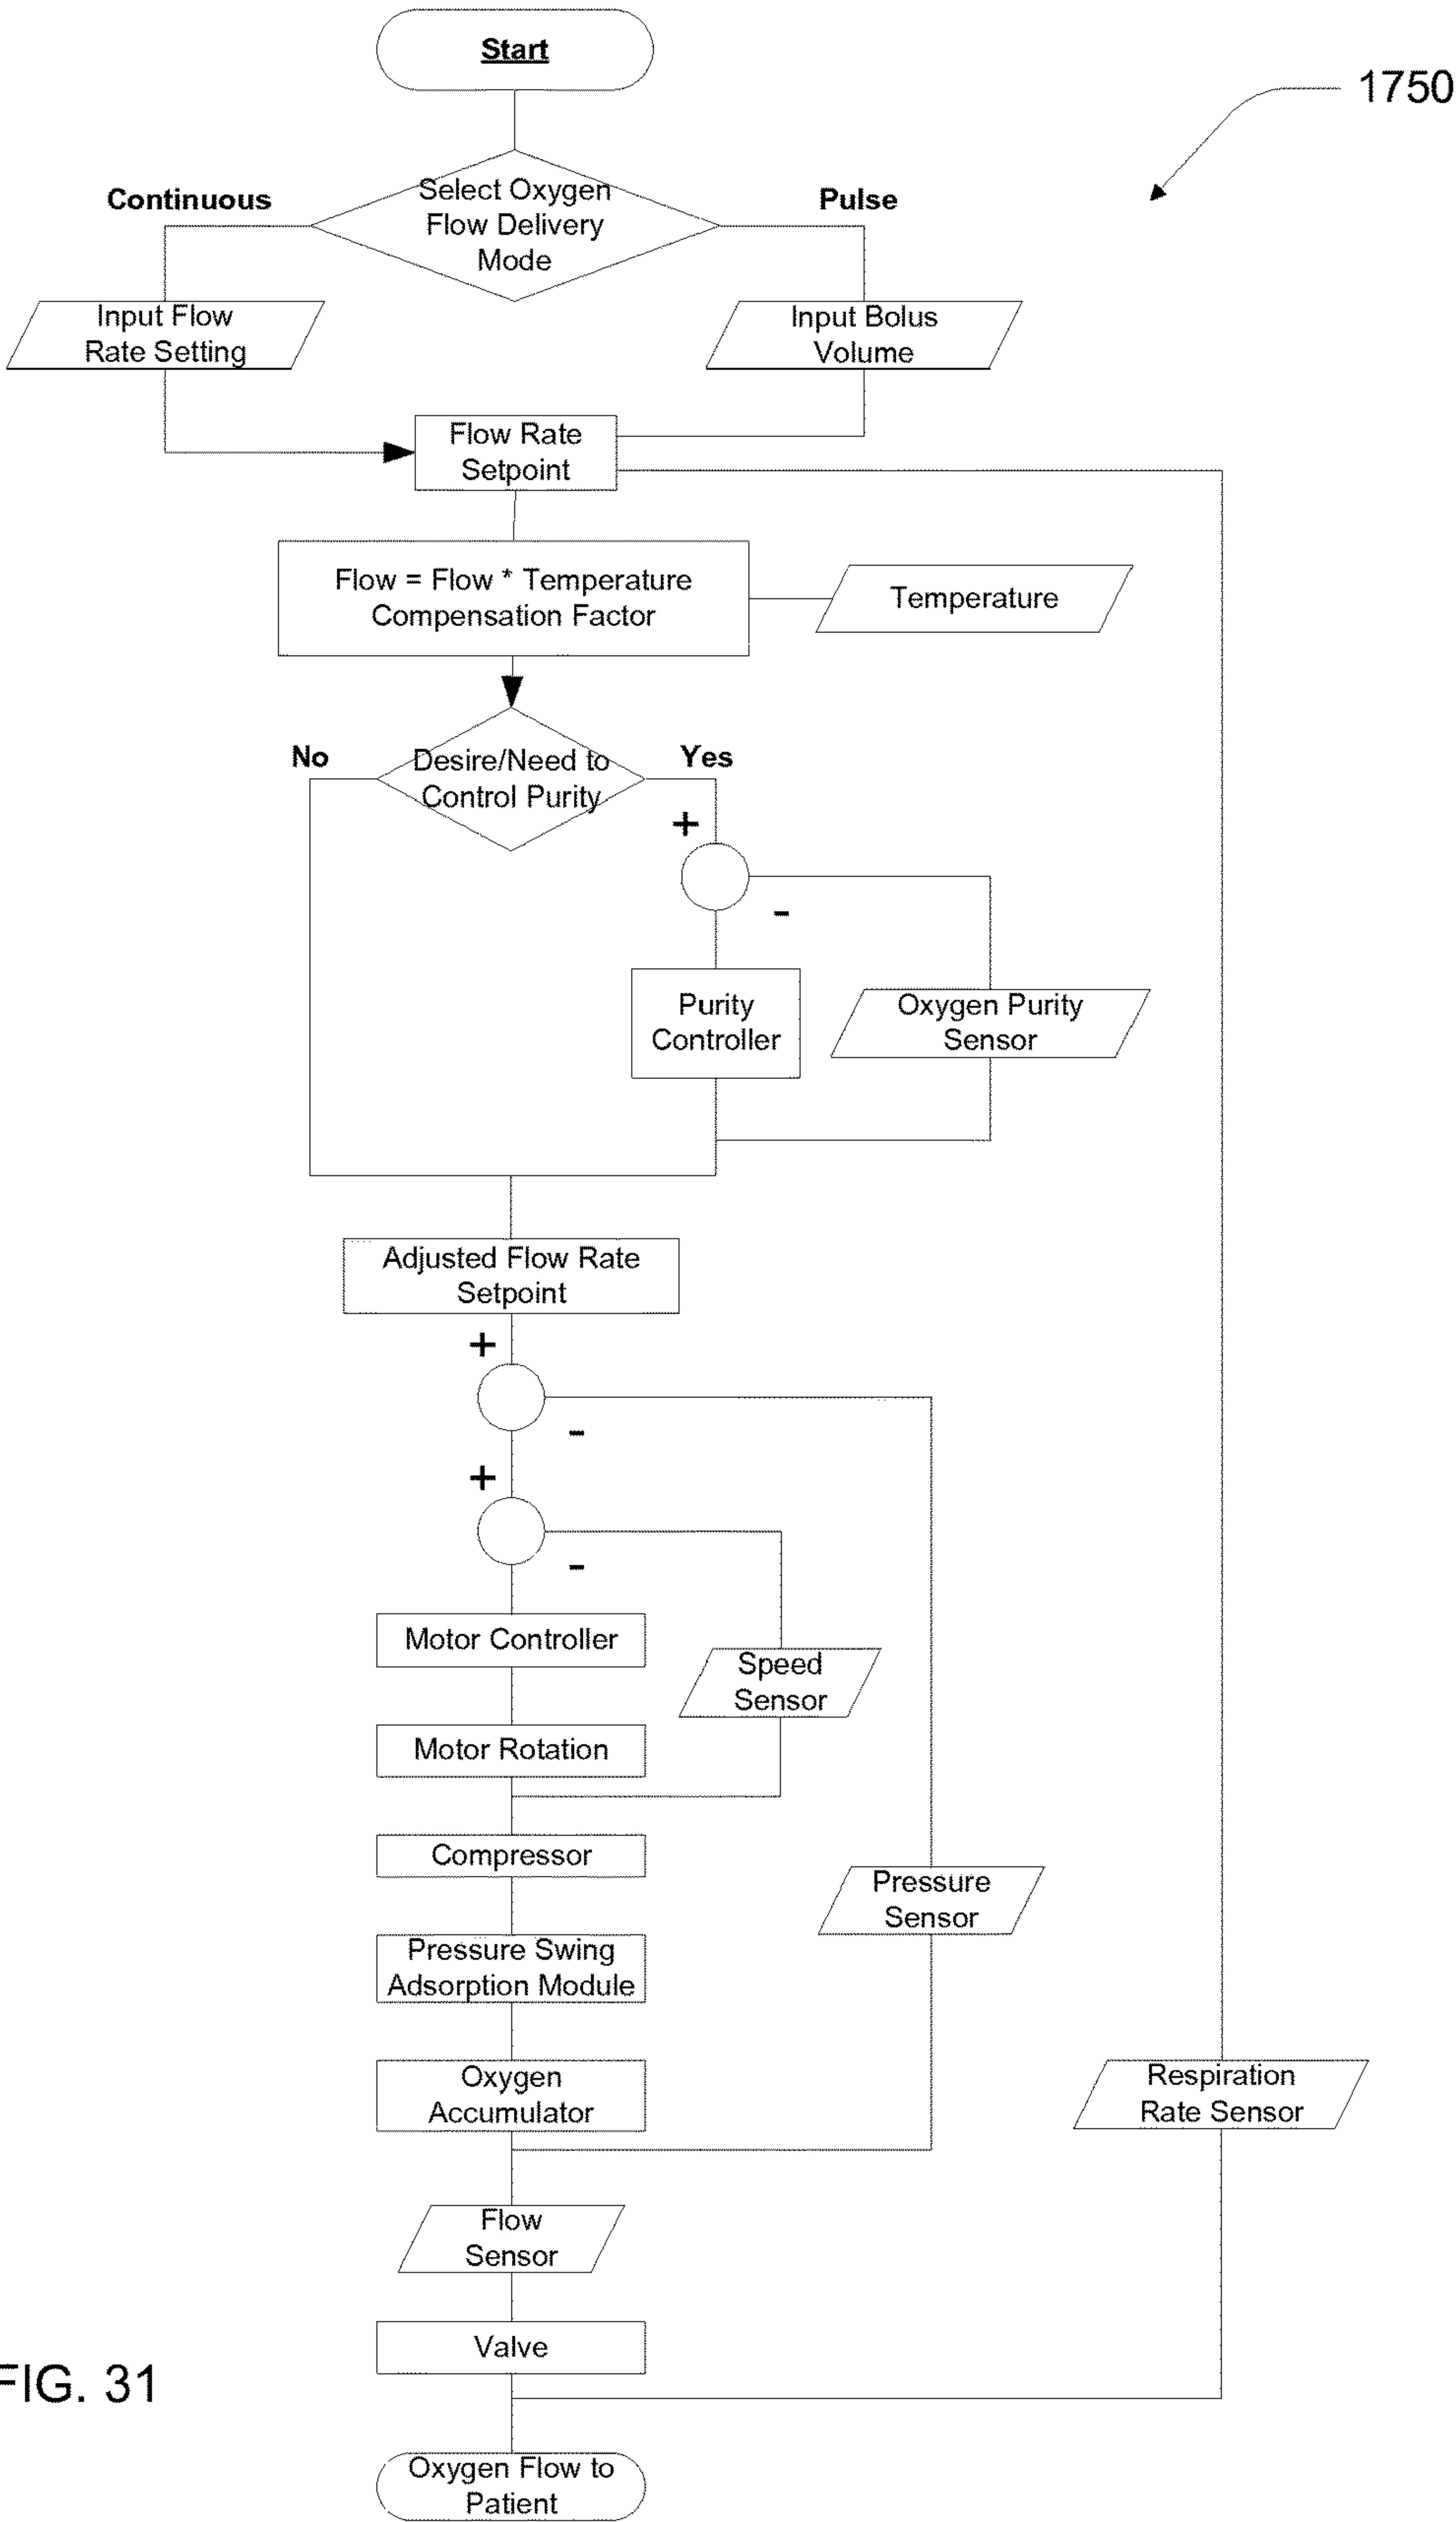 Start
1750
Continuous
Select Oxygen
Flow Delivery
Mode
Pulse
Input Flow
Rate Setting
Input Bolus
Volume
Flow Rate
Setpoint
Flow = Flow * Temperature
Compensation Factor
Temperature
No
Desire/Need to
Control Purity
Yes
+
-
Purity
Controller
Oxygen Purity
Sensor
Adjusted Flow Rate
Setpoint
+
-
+
-
Motor Controller
Speed
Sensor
Motor Rotation
Compressor
Pressure
Sensor
Pressure Swing
Adsorption Module
Oxygen
Accumulator
Respiration
Rate Sensor
Flow
Sensor
Valve
FIG. 31
Oxygen Flow to
Patient